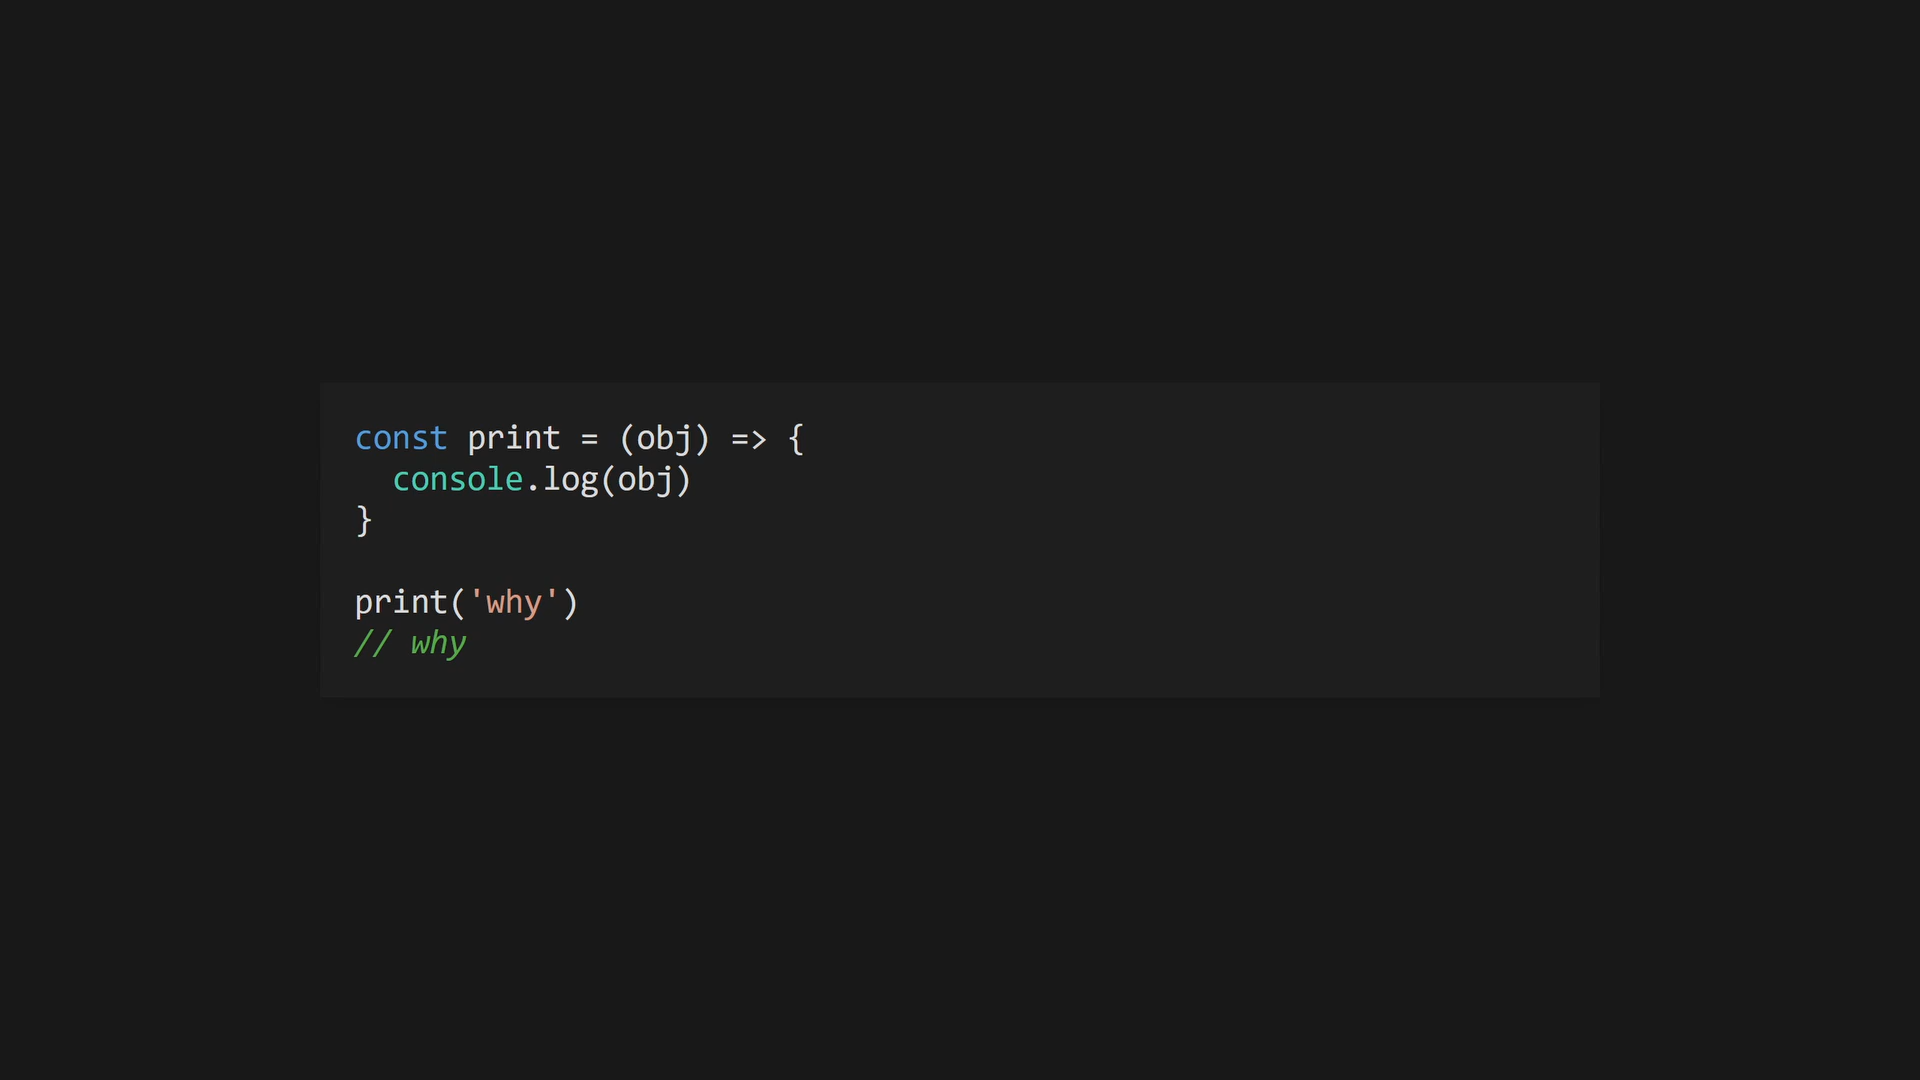 const print = (obj) => {
  console.log(obj)
}

print('why')
// why